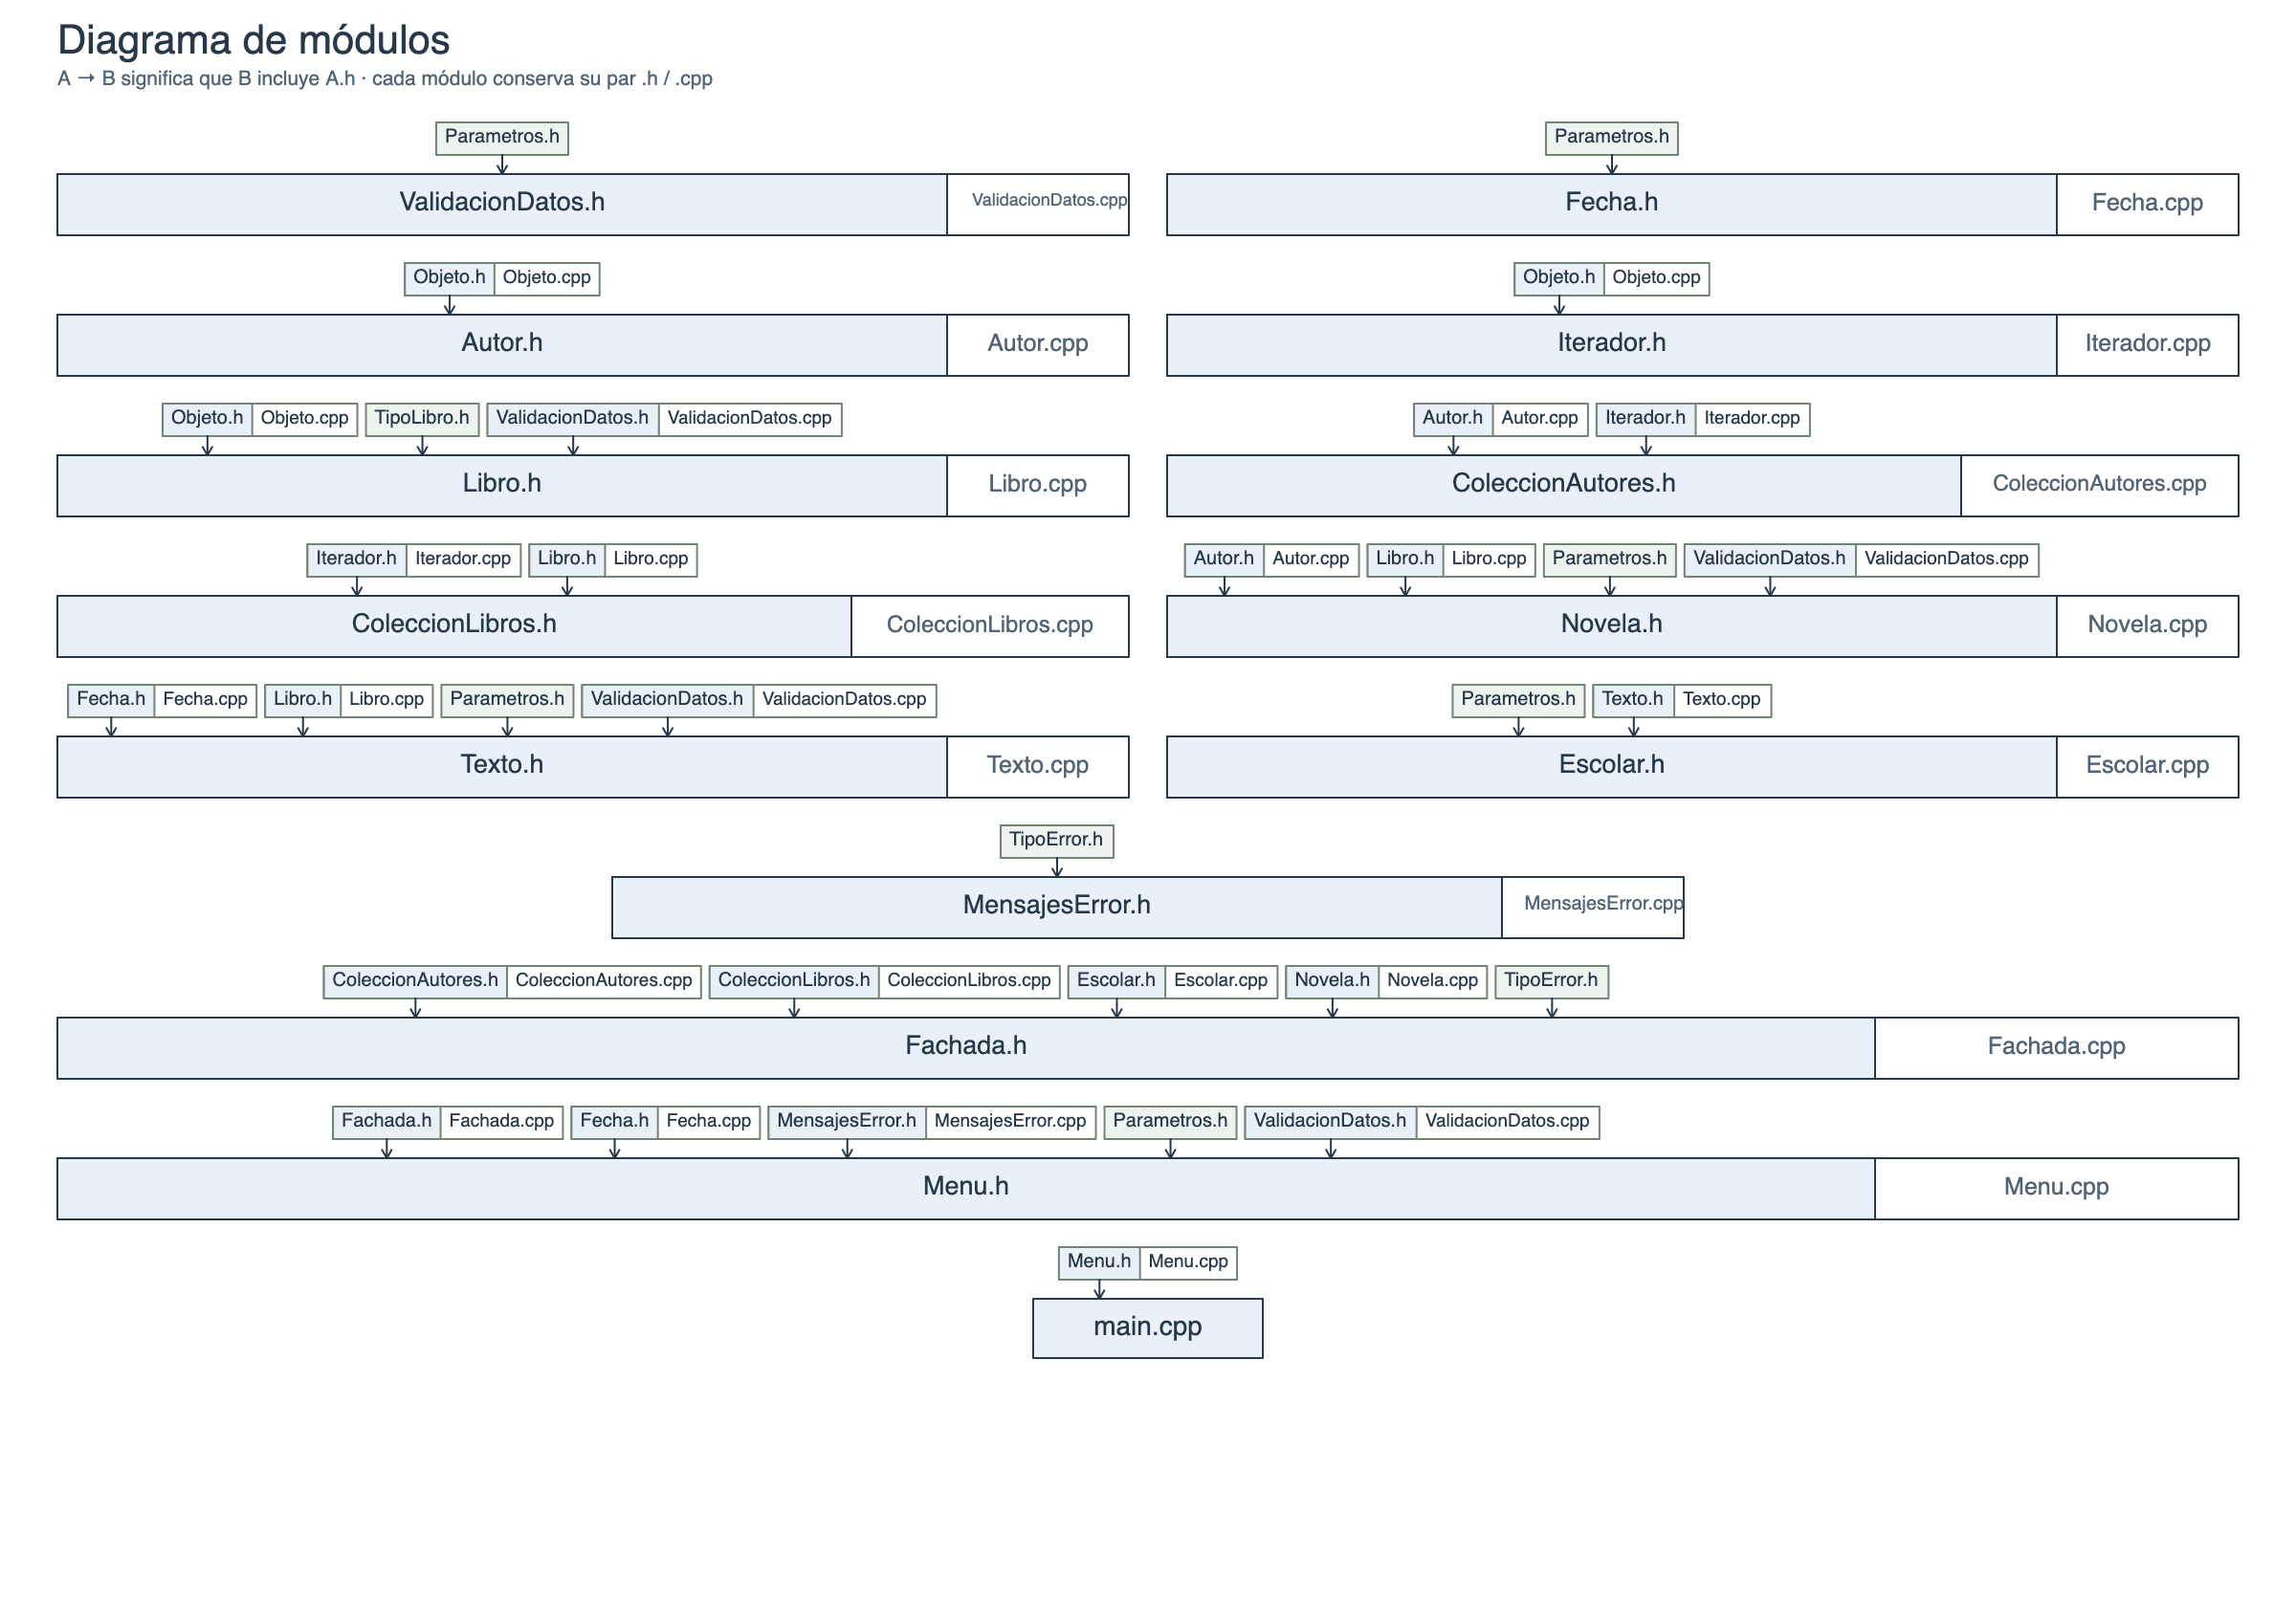 Diagrama de módulos
A → B significa que B incluye A.h · cada módulo conserva su par .h / .cpp
Parametros.h
ValidacionDatos.h ValidacionDatos.cpp
Parametros.h
Fecha.h Fecha.cpp
Objeto.h Objeto.cpp
Autor.h Autor.cpp
Objeto.h Objeto.cpp
Iterador.h Iterador.cpp
Objeto.h Objeto.cpp TipoLibro.h ValidacionDatos.h ValidacionDatos.cpp
Libro.h Libro.cpp
Autor.h Autor.cpp Iterador.h Iterador.cpp
ColeccionAutores.h ColeccionAutores.cpp
Iterador.h Iterador.cpp Libro.h Libro.cpp
ColeccionLibros.h ColeccionLibros.cpp
Autor.h Autor.cpp Libro.h Libro.cpp Parametros.h ValidacionDatos.h ValidacionDatos.cpp
Novela.h Novela.cpp
Fecha.h Fecha.cpp Libro.h Libro.cpp Parametros.h ValidacionDatos.h ValidacionDatos.cpp
Texto.h Texto.cpp
Parametros.h Texto.h Texto.cpp
Escolar.h Escolar.cpp
TipoError.h
MensajesError.h MensajesError.cpp
ColeccionAutores.h ColeccionAutores.cpp ColeccionLibros.h ColeccionLibros.cpp Escolar.h Escolar.cpp Novela.h Novela.cpp TipoError.h
Fachada.h Fachada.cpp
Fachada.h Fachada.cpp Fecha.h Fecha.cpp MensajesError.h MensajesError.cpp Parametros.h ValidacionDatos.h ValidacionDatos.cpp
Menu.h Menu.cpp
Menu.h Menu.cpp
main.cpp